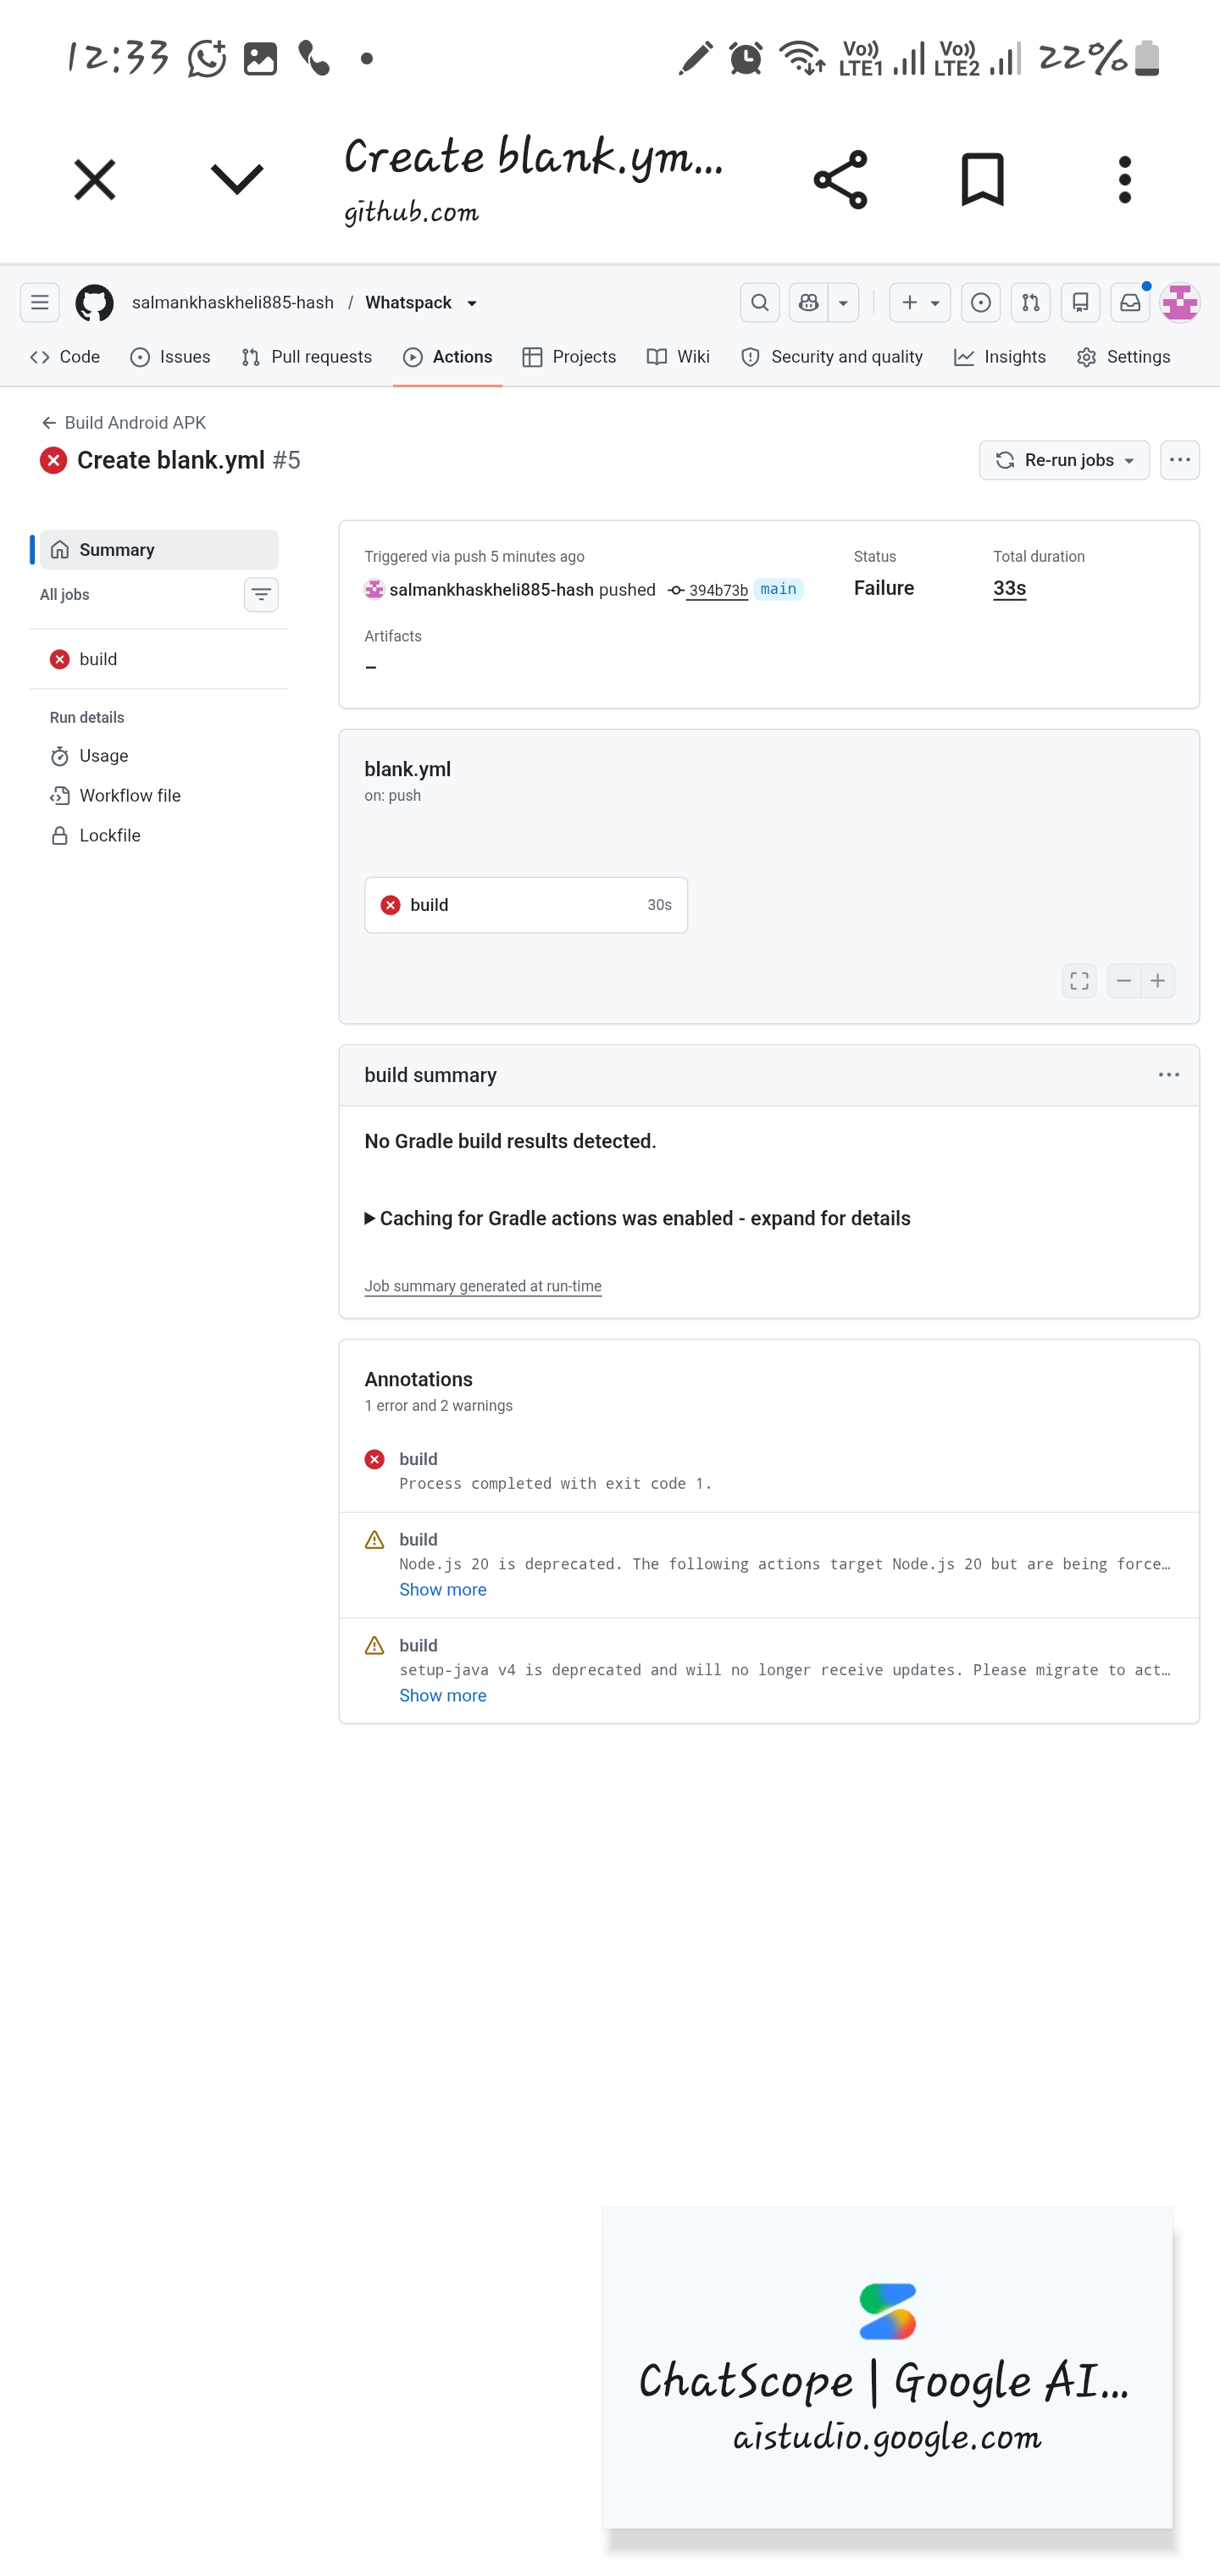 12:33
Vo)) LTE1 Vo)) LTE2 22%
Create blank.ym...
github.com
salmankhaskheli885-hash / Whatspack
Code Issues Pull requests Actions Projects Wiki Security and quality Insights Settings
Build Android APK
Create blank.yml #5
Re-run jobs
Summary
All jobs
build
Run details
Usage
Workflow file
Lockfile
Triggered via push 5 minutes ago
salmankhaskheli885-hash pushed 394b73b main
Status
Failure
Total duration
33s
Artifacts
–
blank.yml
on: push
build 30s
build summary
No Gradle build results detected.
Caching for Gradle actions was enabled - expand for details
Job summary generated at run-time
Annotations
1 error and 2 warnings
build
Process completed with exit code 1.
build
Node.js 20 is deprecated. The following actions target Node.js 20 but are being force…
Show more
build
setup-java v4 is deprecated and will no longer receive updates. Please migrate to act…
Show more
ChatScope | Google AI...
aistudio.google.com